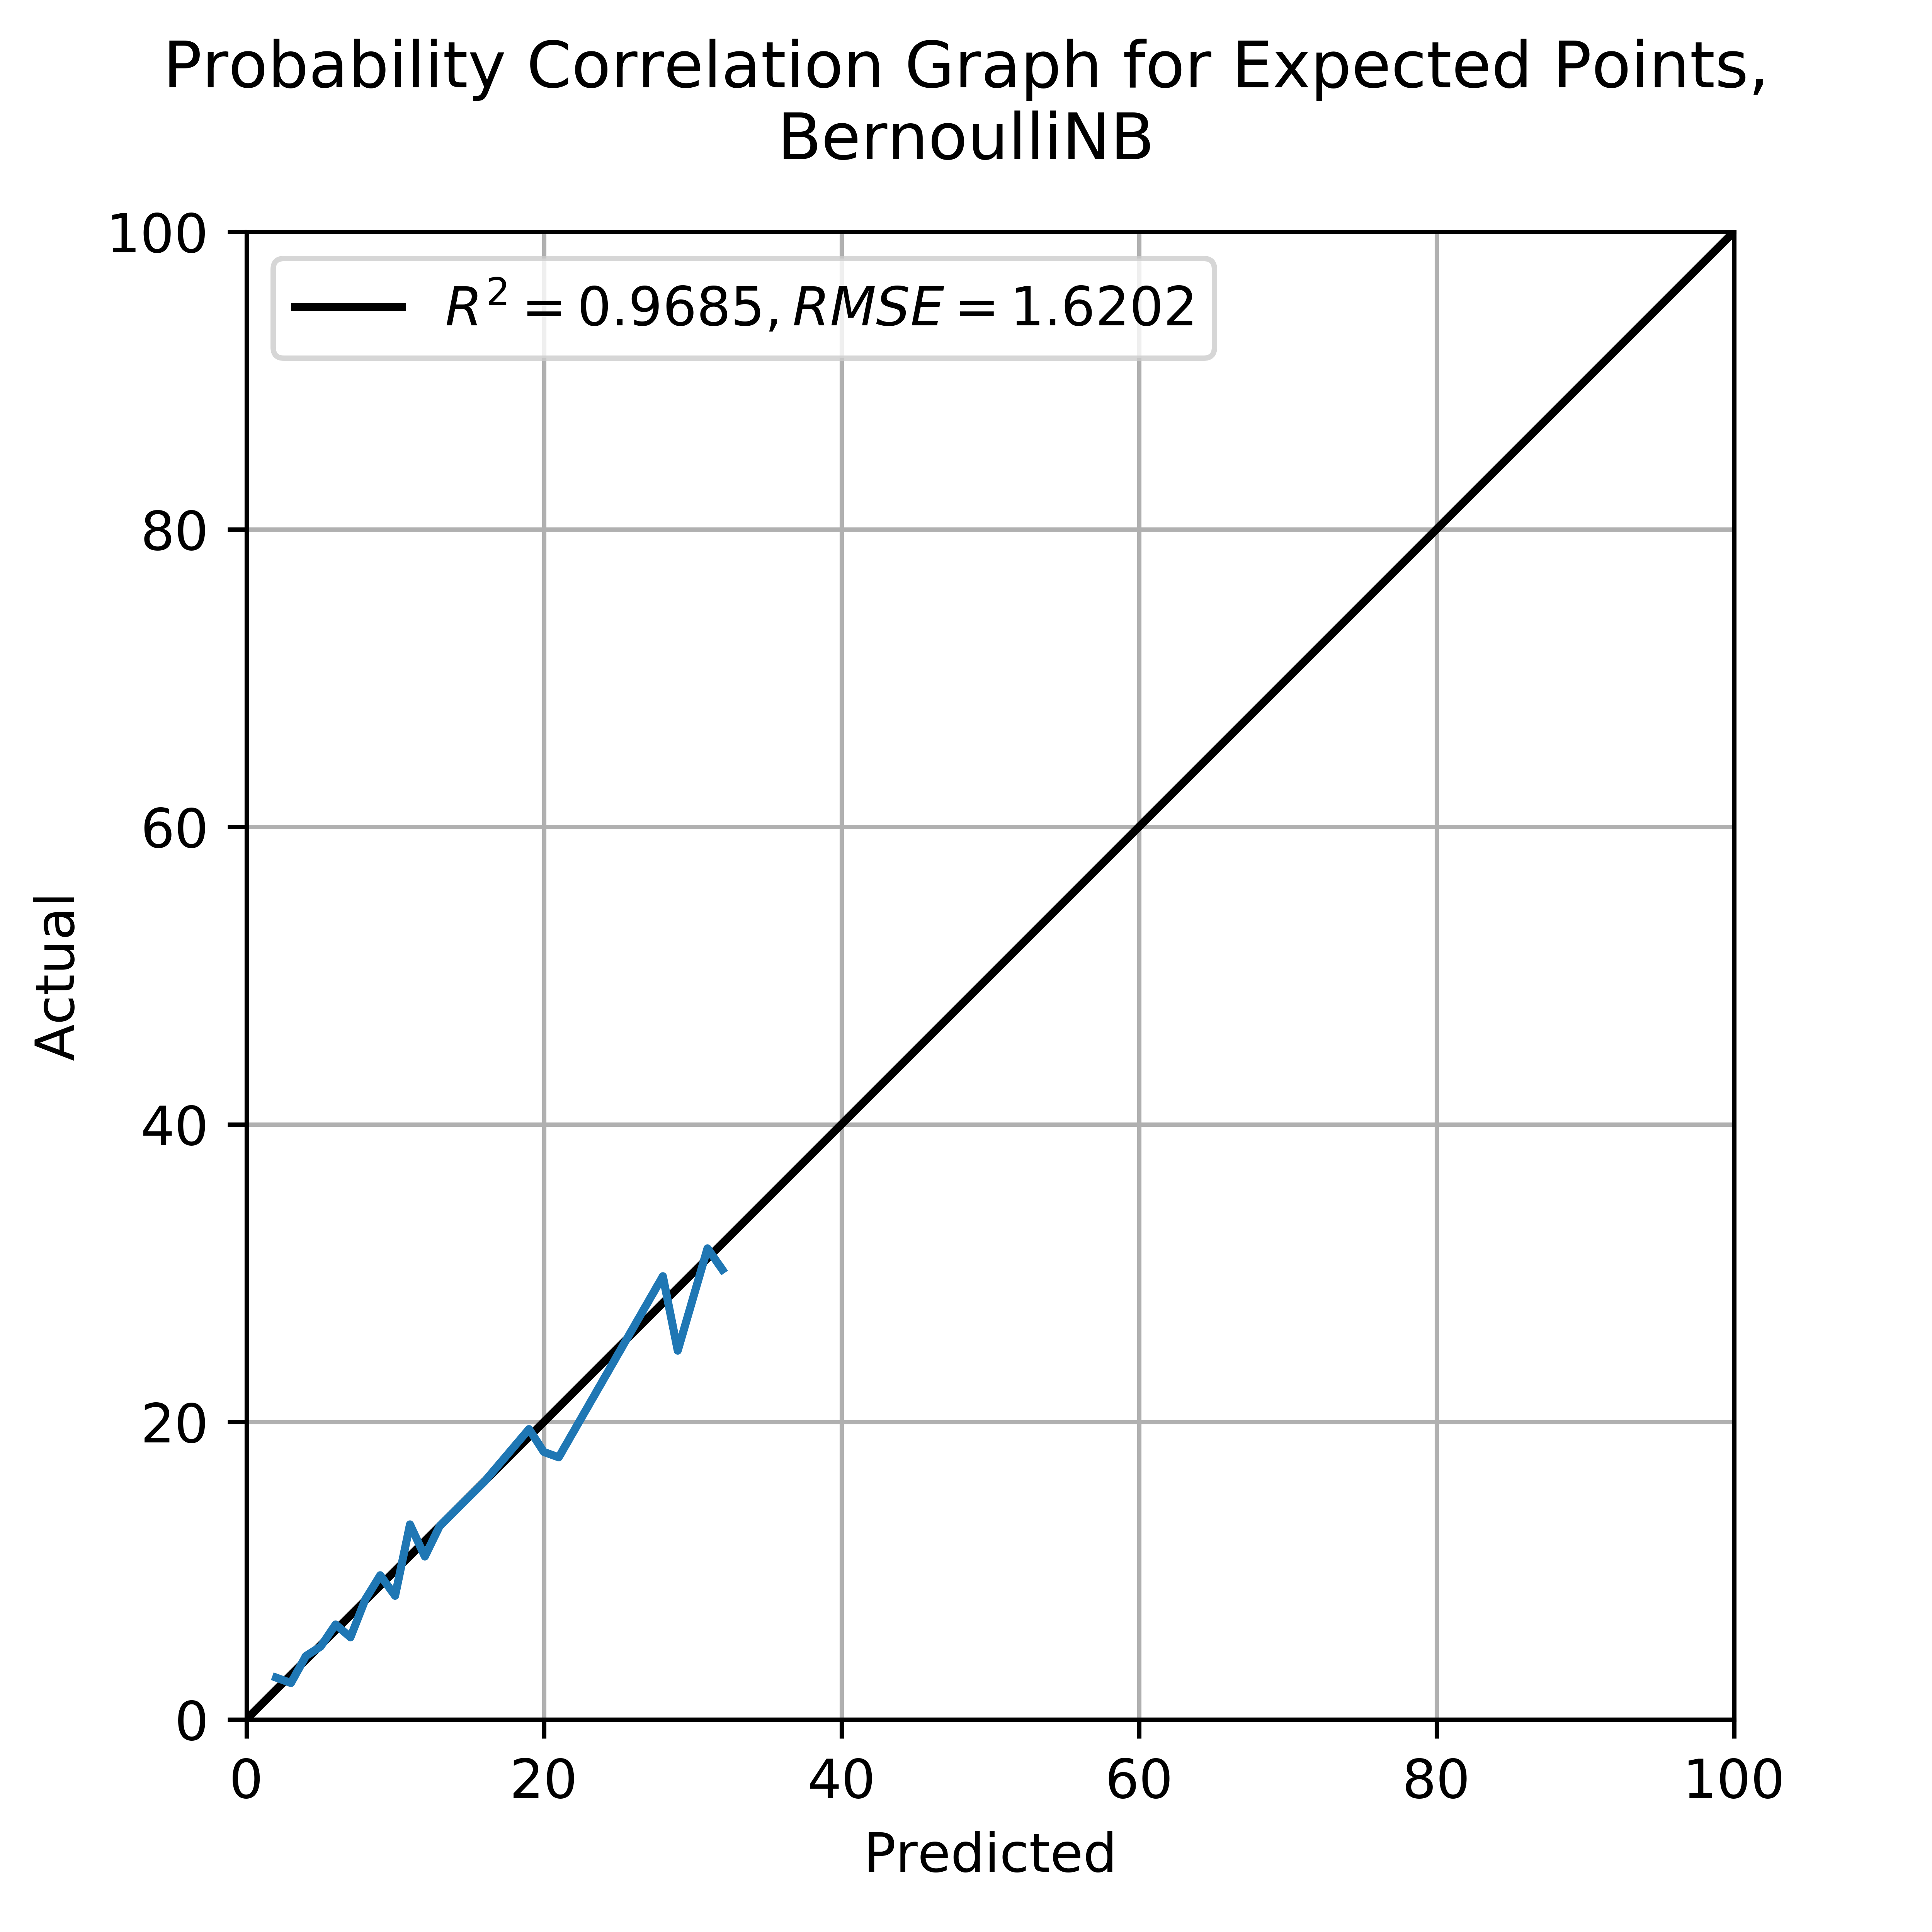 Probability Correlation Graph for Expected Points,
BernoulliNB
100
R² = 0.9685, RMSE = 1.6202
80
60
Actual
40
20
0
0 20 40 60 80 100
Predicted